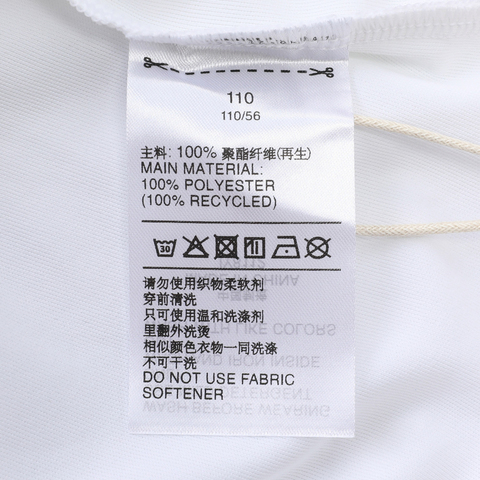 110
110/56
主料: 100% 聚酯纤维(再生)
MAIN MATERIAL:
100% POLYESTER
(100% RECYCLED)
30
请勿使用织物柔软剂
穿前清洗
只可使用温和洗涤剂
里翻外洗烫
相似颜色衣物一同洗涤
不可干洗
DO NOT USE FABRIC
SOFTENER